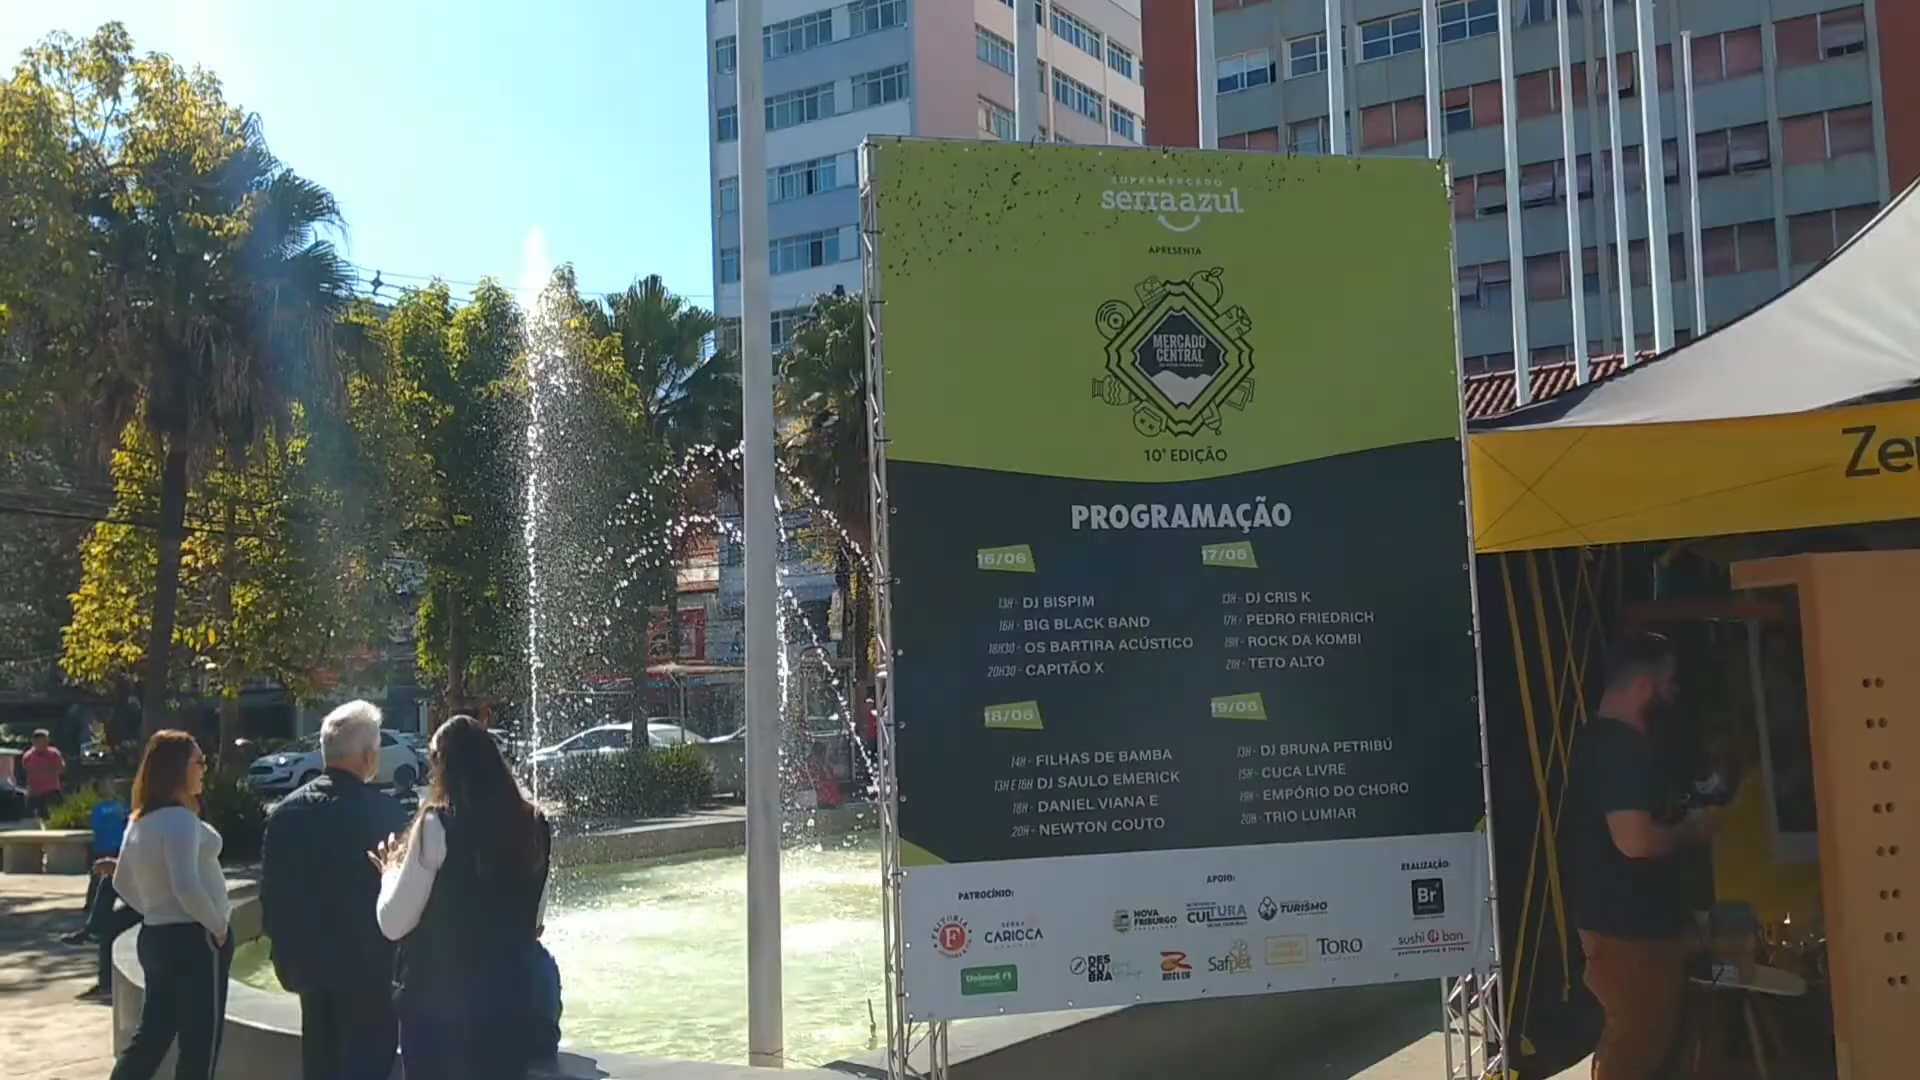 SUPERMERCADO
serraazul
APRESENTA
MERCADO
CENTRAL
10ª EDIÇÃO
PROGRAMAÇÃO
16/06
13H - DJ BISPIM
16H - BIG BLACK BAND
18H30 - OS BARTIRA ACÚSTICO
20H30 - CAPITÃO X
17/06
13H - DJ CRIS K
17H - PEDRO FRIEDRICH
19H - ROCK DA KOMBI
21H - TETO ALTO
18/06
14H - FILHAS DE BAMBA
13H E 16H - DJ SAULO EMERICK
18H - DANIEL VIANA E
20H - NEWTON COUTO
19/06
13H - DJ BRUNA PETRIBÚ
15H - CUCA LIVRE
19H - EMPÓRIO DO CHORO
20H - TRIO LUMIAR
PATROCÍNIO:
F
SERRA
CARIOCA
Unimed
APOIO:
NOVA
FRIBURGO
CULTURA
TURISMO
DES
CU
BRA
Safpet
TORO
REALIZAÇÃO:
Br
sushi ban
Ze